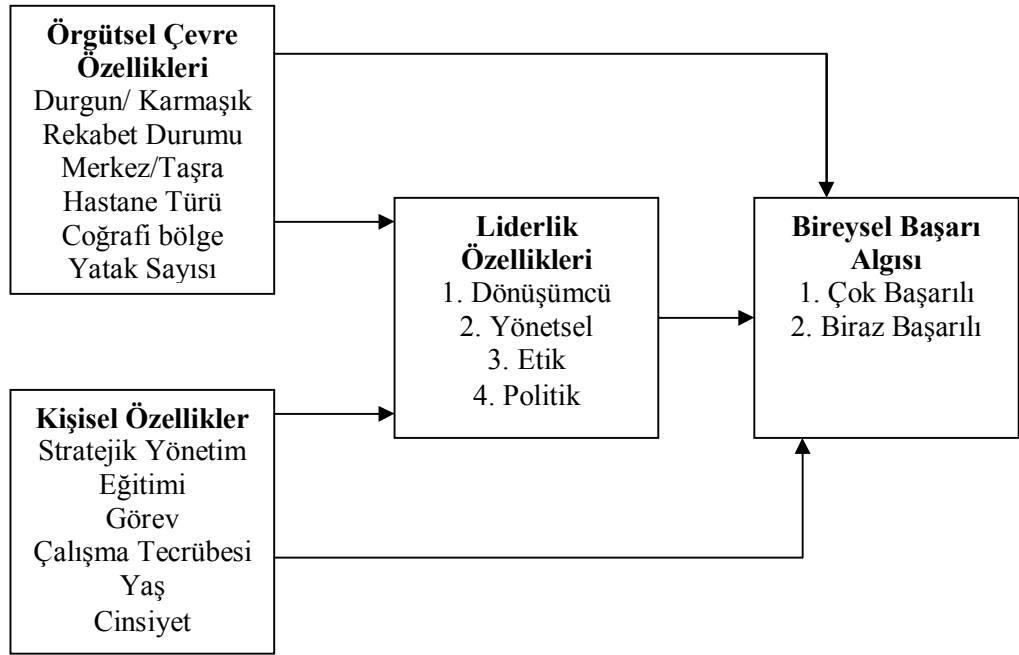 Örgütsel Çevre
Özellikleri
Durgun/ Karmaşık
Rekabet Durumu
Merkez/Taşra
Hastane Türü
Coğrafi bölge
Yatak Sayısı
Liderlik
Özellikleri
1. Dönüşümcü
2. Yönetsel
3. Etik
4. Politik
Bireysel Başarı
Algısı
1. Çok Başarılı
2. Biraz Başarılı
Kişisel Özellikler
Stratejik Yönetim
Eğitimi
Görev
Çalışma Tecrübesi
Yaş
Cinsiyet